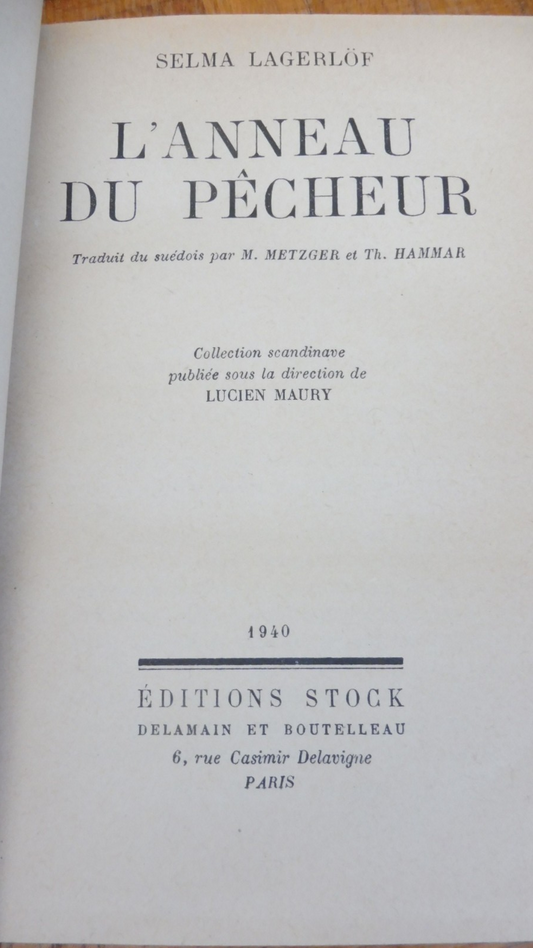 SELMA LAGERLÖF
L'ANNEAU
DU PÊCHEUR
Traduit du suédois par M. METZGER et Th. HAMMAR
Collection scandinave
publiée sous la direction de
LUCIEN MAURY
1940
ÉDITIONS STOCK
DELAMAIN ET BOUTELLEAU
6, rue Casimir Delavigne
PARIS